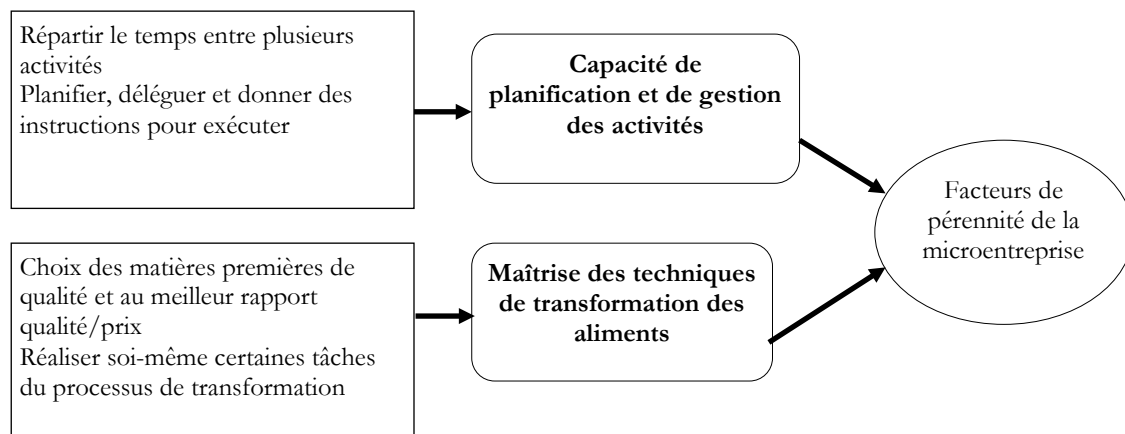 Répartir le temps entre plusieurs
activités
Planifier, déléguer et donner des
instructions pour exécuter
Capacité de
planification et de gestion
des activités
Facteurs de
pérennité de la
microentreprise
Choix des matières premières de
qualité et au meilleur rapport
qualité/prix
Réaliser soi-même certaines tâches
du processus de transformation
Maîtrise des techniques
de transformation des
aliments